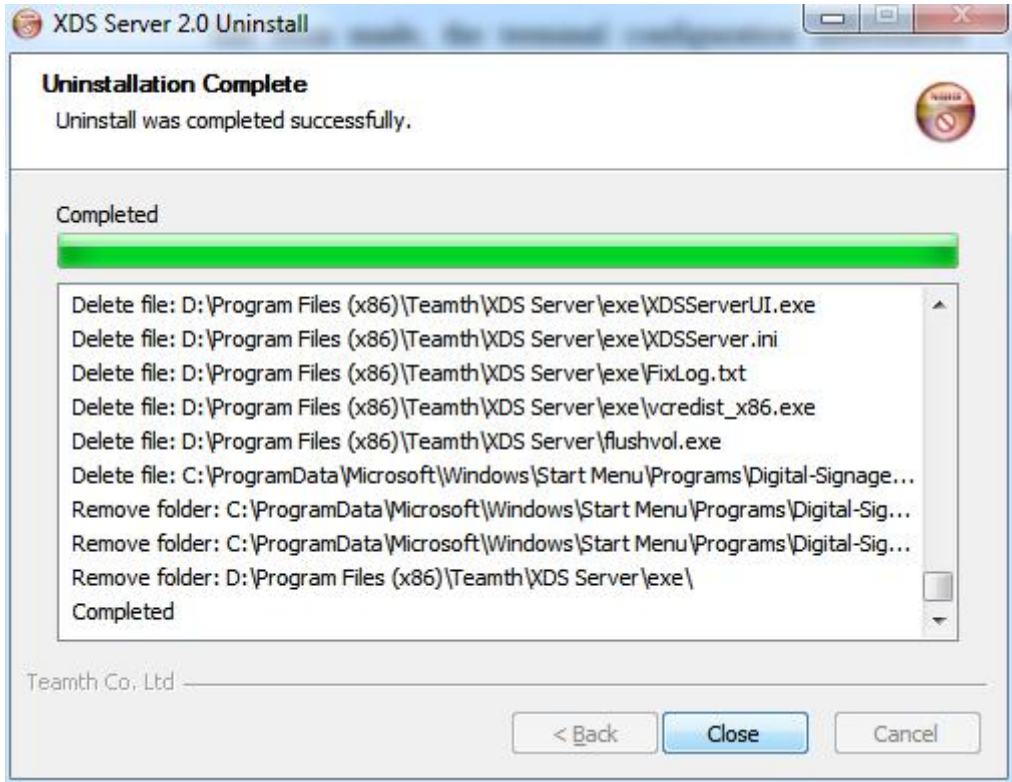 XDS Server 2.0 Uninstall
made, the terminal configuration
Uninstallation Complete
Uninstall was completed successfully.
Completed
Delete file: D:\Program Files (x86)\Teamth\XDS Server\exe\XDSServerUI.exe
Delete file: D:\Program Files (x86)\Teamth\XDS Server\exe\XDSServer.ini
Delete file: D:\Program Files (x86)\Teamth\XDS Server\exe\FixLog.txt
Delete file: D:\Program Files (x86)\Teamth\XDS Server\exe\vcredist_x86.exe
Delete file: D:\Program Files (x86)\Teamth\XDS Server\flushvol.exe
Delete file: C:\ProgramData\Microsoft\Windows\Start Menu\Programs\Digital-Signage...
Remove folder: C:\ProgramData\Microsoft\Windows\Start Menu\Programs\Digital-Sig...
Remove folder: C:\ProgramData\Microsoft\Windows\Start Menu\Programs\Digital-Sig...
Remove folder: D:\Program Files (x86)\Teamth\XDS Server\exe\
Completed
Teamth Co. Ltd
< Back
Close
Cancel